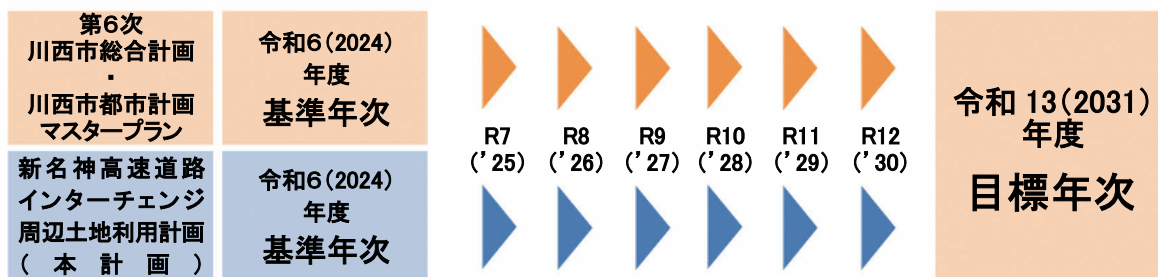 第6次
川西市総合計画
・
川西市都市計画
マスタープラン
令和6(2024)
年度
基準年次
新名神高速道路
インターチェンジ
周辺土地利用計画
(本計画)
令和6(2024)
年度
基準年次
R7
('25)
R8
('26)
R9
('27)
R10
('28)
R11
('29)
R12
('30)
令和13(2031)
年度
目標年次